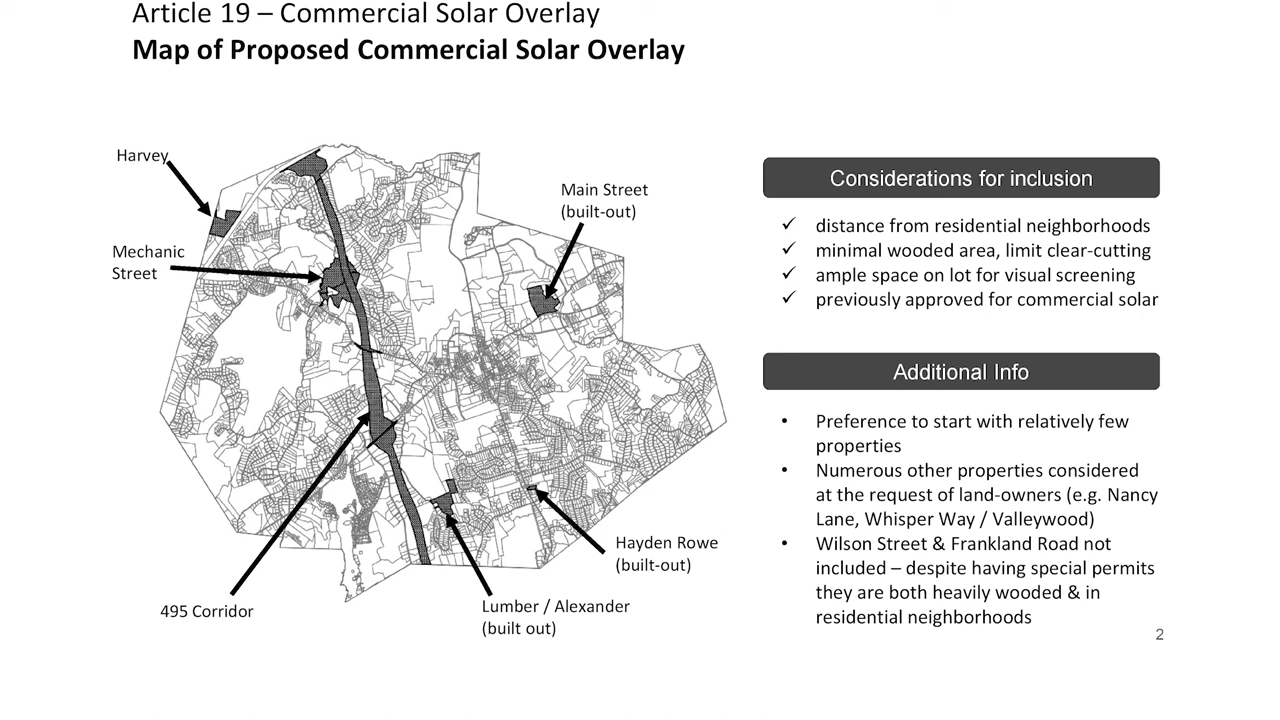 Article 19 – Commercial Solar Overlay
Map of Proposed Commercial Solar Overlay
Harvey
Mechanic
Street
Main Street
(built-out)
495 Corridor
Lumber / Alexander
(built out)
Hayden Rowe
(built-out)
Considerations for inclusion
✓ distance from residential neighborhoods
✓ minimal wooded area, limit clear-cutting
✓ ample space on lot for visual screening
✓ previously approved for commercial solar
Additional Info
• Preference to start with relatively few
properties
• Numerous other properties considered
at the request of land-owners (e.g. Nancy
Lane, Whisper Way / Valleywood)
• Wilson Street & Frankland Road not
included – despite having special permits
they are both heavily wooded & in
residential neighborhoods
2